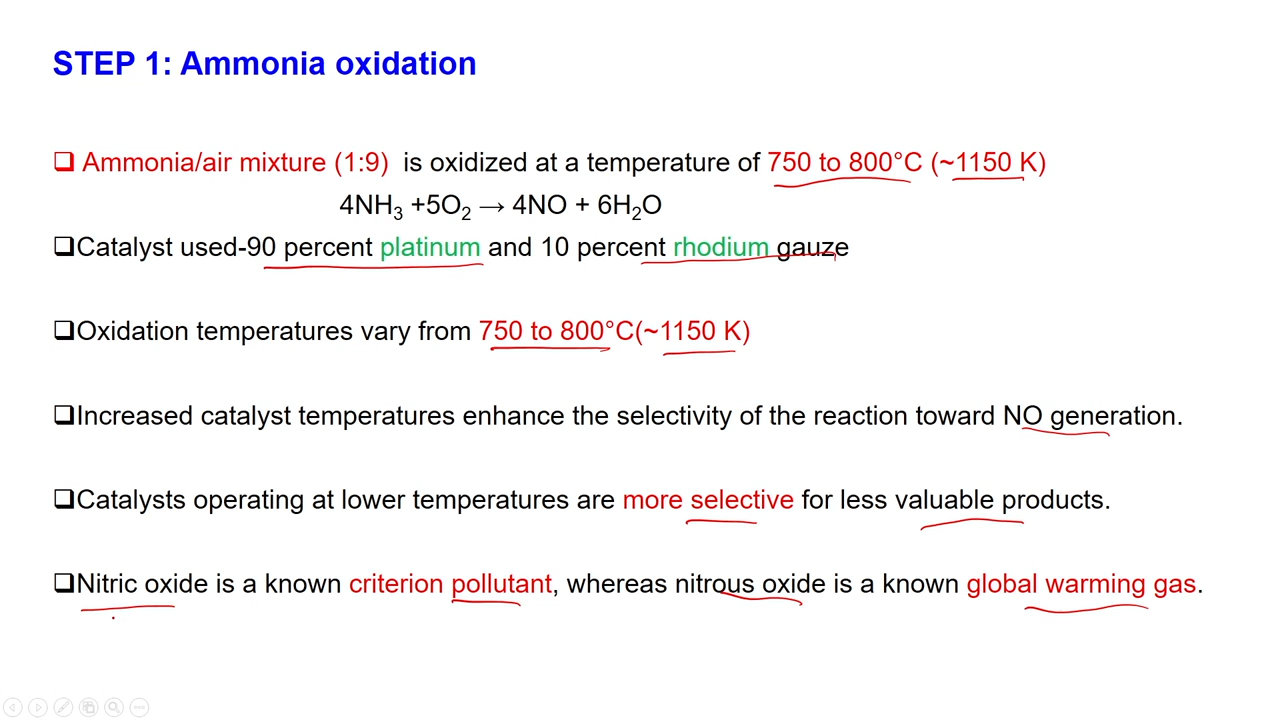 STEP 1: Ammonia oxidation
❑ Ammonia/air mixture (1:9) is oxidized at a temperature of 750 to 800°C (~1150 K)
4NH₃ +5O₂ → 4NO + 6H₂O
❑Catalyst used-90 percent platinum and 10 percent rhodium gauze
❑Oxidation temperatures vary from 750 to 800°C(~1150 K)
❑Increased catalyst temperatures enhance the selectivity of the reaction toward NO generation.
❑Catalysts operating at lower temperatures are more selective for less valuable products.
❑Nitric oxide is a known criterion pollutant, whereas nitrous oxide is a known global warming gas.